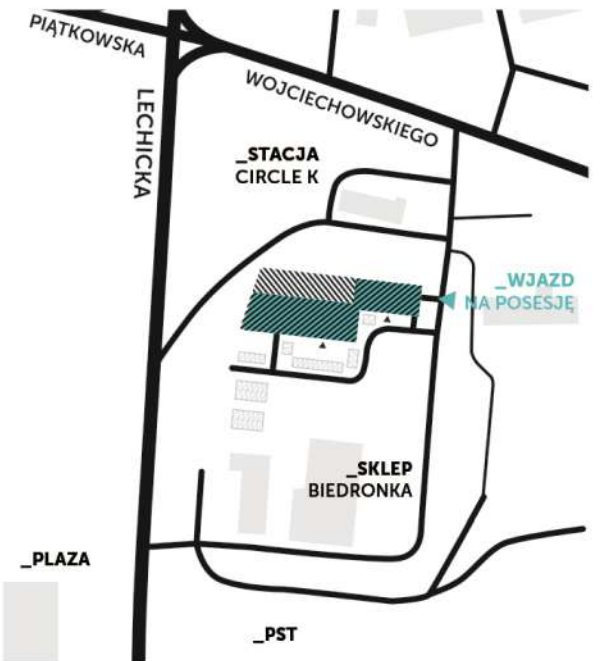 PIĄTKOWSKA
WOJCIECHOWSKIEGO
LECHICKA
_STACJA
CIRCLE K
_WJAZD
NA POSESJĘ
_SKLEP
BIEDRONKA
_PLAZA
_PST